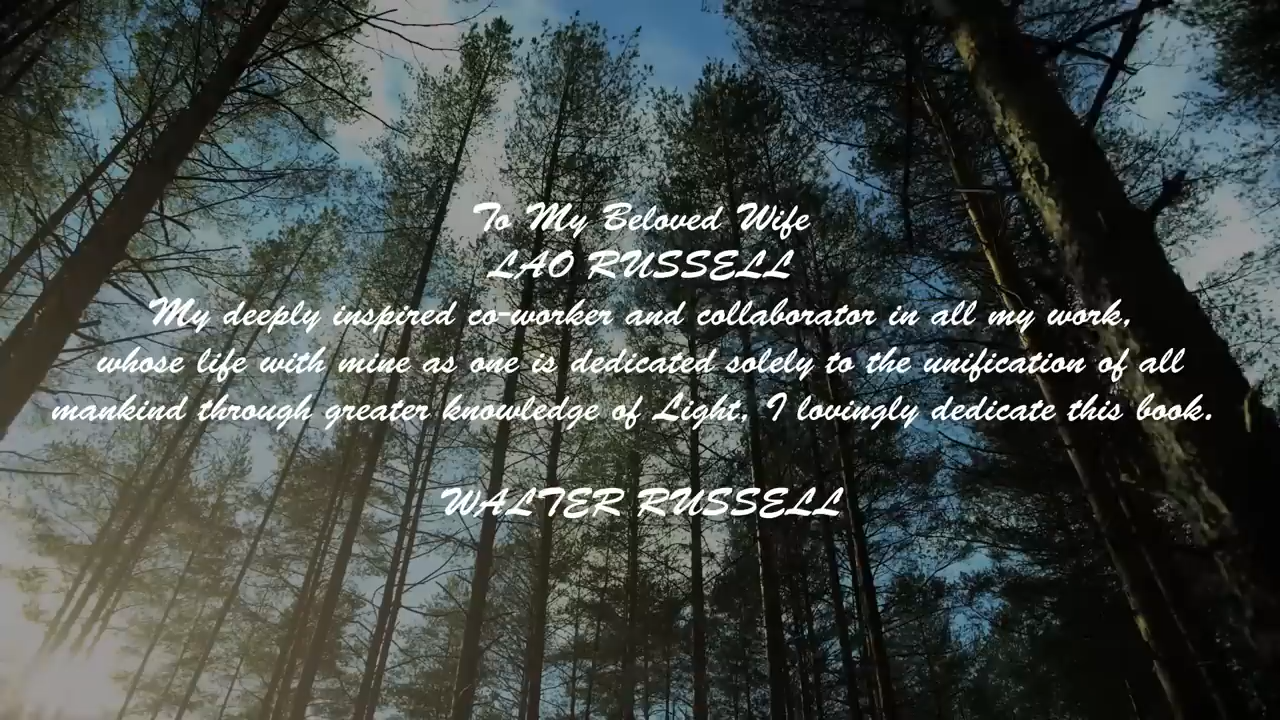 To My Beloved Wife
LAO RUSSELL
My deeply inspired co-worker and collaborator in all my work,
whose life with mine as one is dedicated solely to the unification of all
mankind through greater knowledge of Light, I lovingly dedicate this book.
WALTER RUSSELL